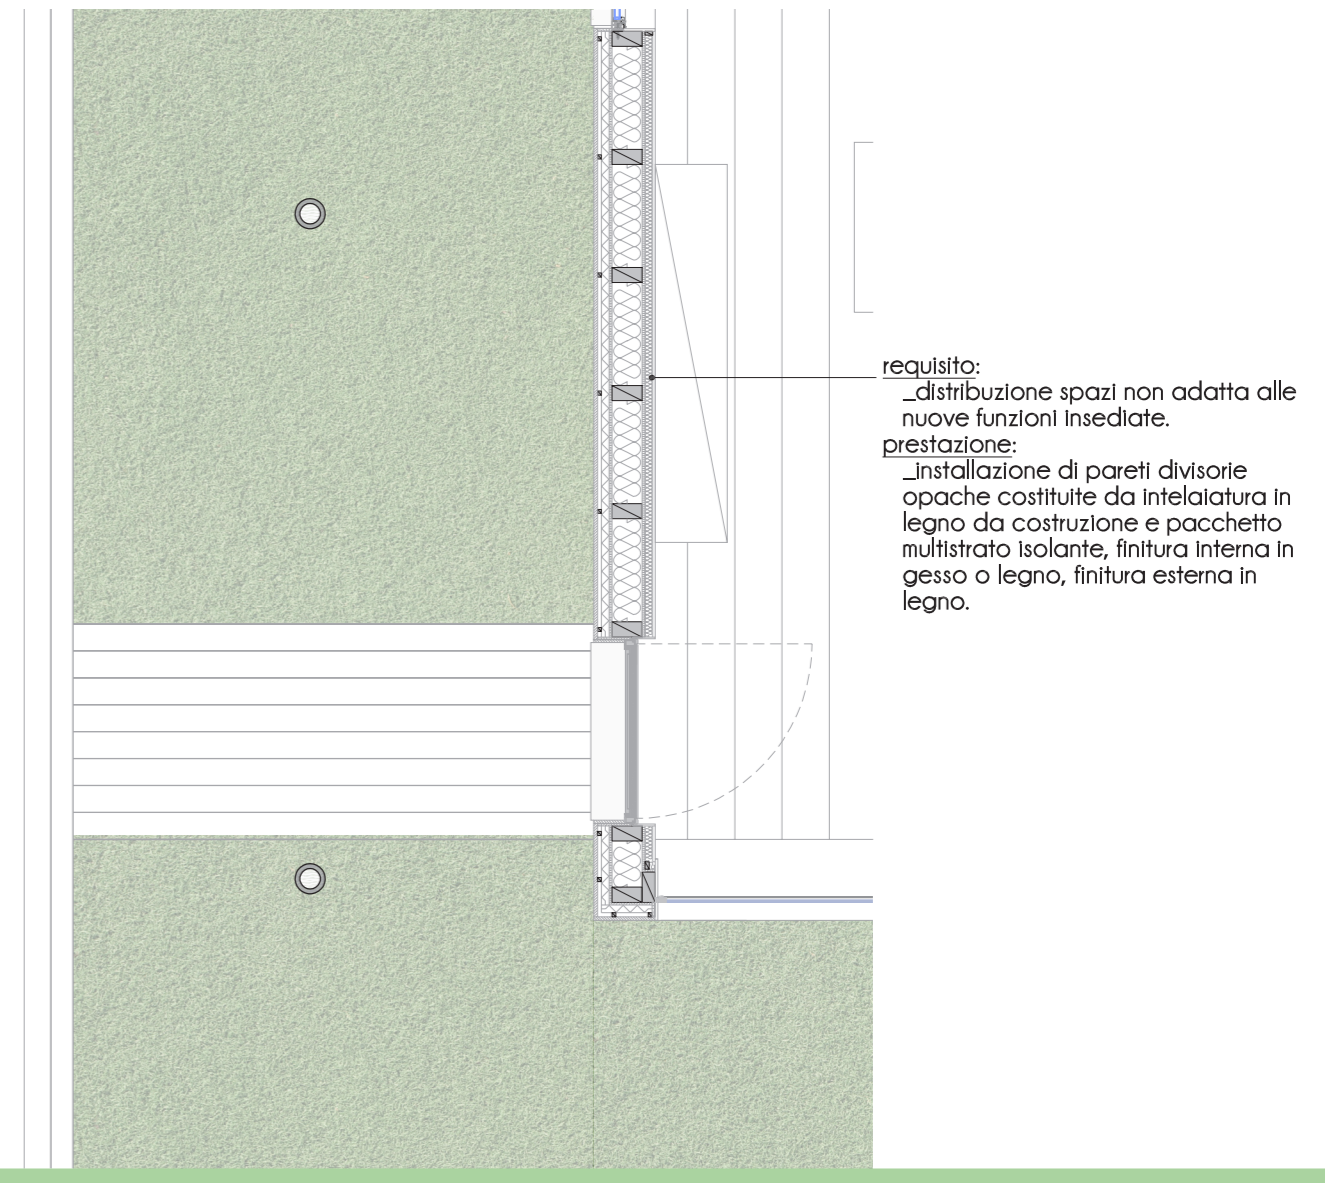 requisito:
_distribuzione spazi non adatta alle
nuove funzioni insediate.
prestazione:
_installazione di pareti divisorie
opache costituite da intelaiatura in
legno da costruzione e pacchetto
multistrato isolante, finitura interna in
gesso o legno, finitura esterna in
legno.